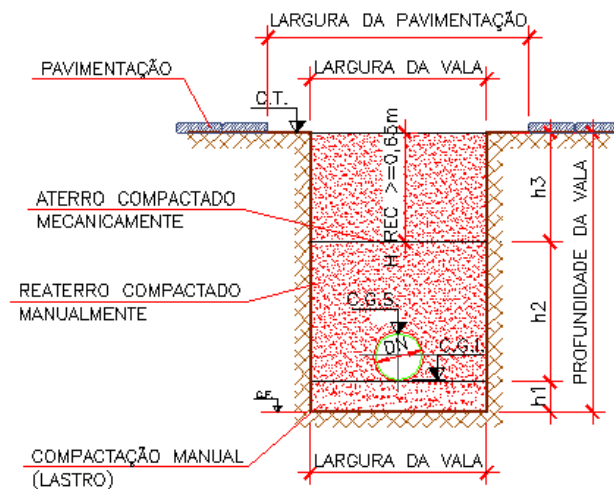 LARGURA DA PAVIMENTAÇÃO
PAVIMENTAÇÃO
LARGURA DA VALA
C.T.
H REC >=0,65m
h3
ATERRO COMPACTADO
MECANICAMENTE
REATERRO COMPACTADO
MANUALMENTE
C.G.S.
DN
C.G.I.
h2
PROFUNDIDADE DA VALA
h1
C.F.
COMPACTAÇÃO MANUAL
(LASTRO)
LARGURA DA VALA